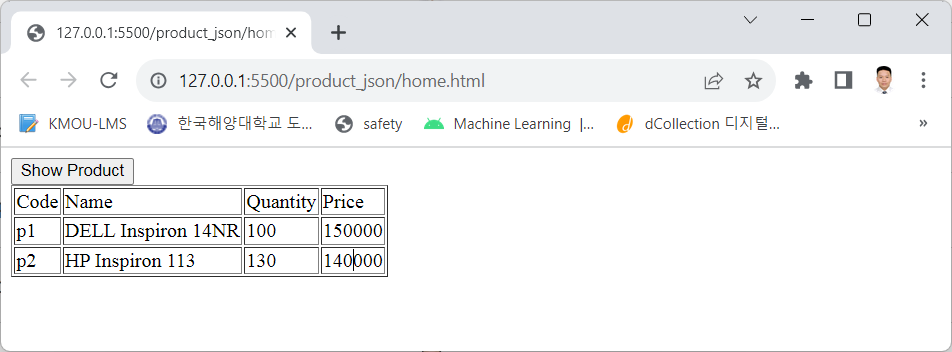 127.0.0.1:5500/product_json/hom
127.0.0.1:5500/product_json/home.html
KMOU-LMS 한국해양대학교 도... safety Machine Learning |... dCollection 디지털... »
Show Product
Code Name Quantity Price
p1 DELL Inspiron 14NR 100 150000
p2 HP Inspiron 113 130 140000